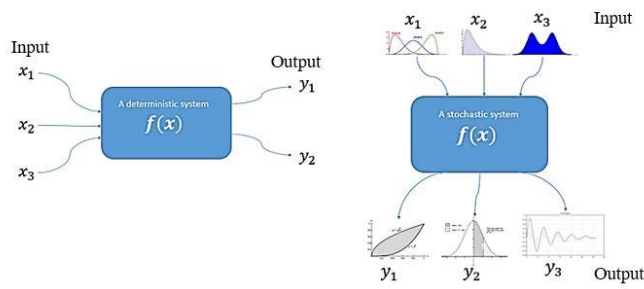 Input
x₁
x₂
x₃
A deterministic system
f(x)
Output
y₁
y₂
x₁ x₂ x₃ Input
A stochastic system
f(x)
y₁ y₂ y₃ Output